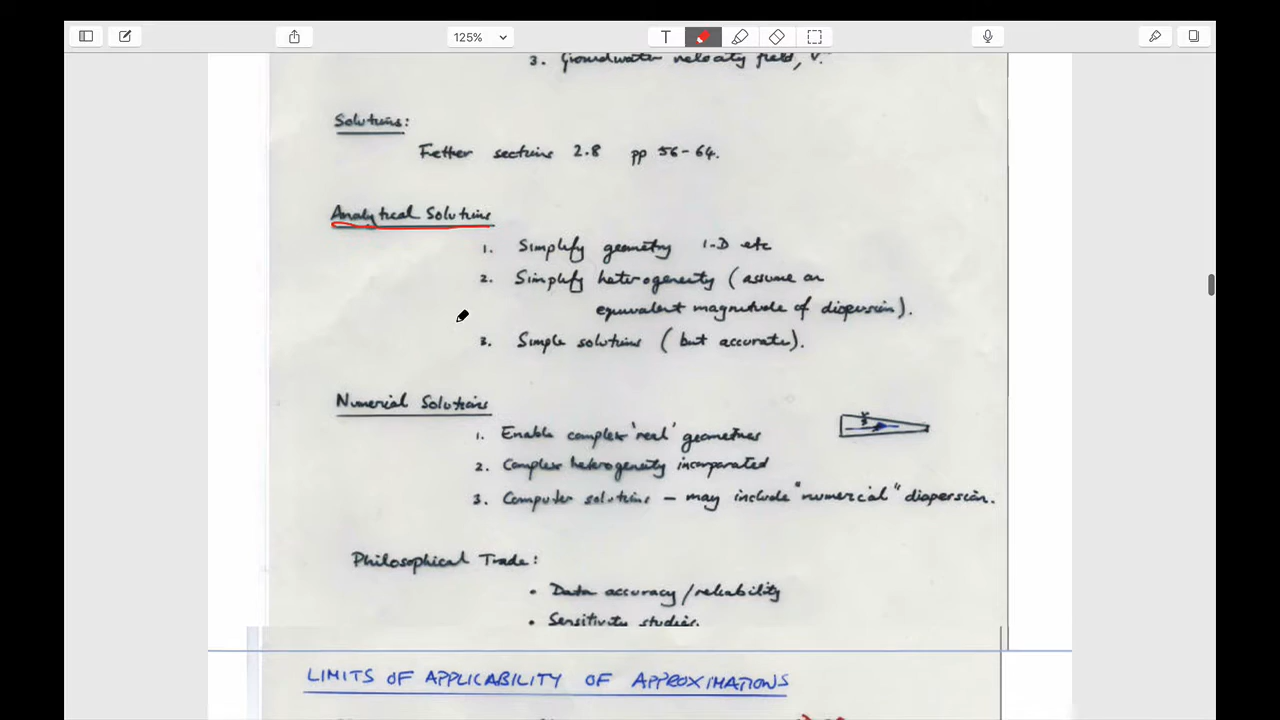 125%
T
3. Groundwater velocity field, v.
Solutions:
Fetter sections 2.8 pp 56-64.
Analytical Solutions
1. Simplify geometry 1-D etc
2. Simplify heterogeneity (assume an
equivalent magnitude of dispersion).
3. Simple solutions (but accurate).
Numerical Solutions
1. Enable complex 'real' geometries
2. Complex heterogeneity incorporated
3. Computer solutions - may include "numerical" dispersion.
Philosophical Trade:
• Data accuracy/reliability
• Sensitivity studies.
LIMITS OF APPLICABILITY OF APPROXIMATIONS